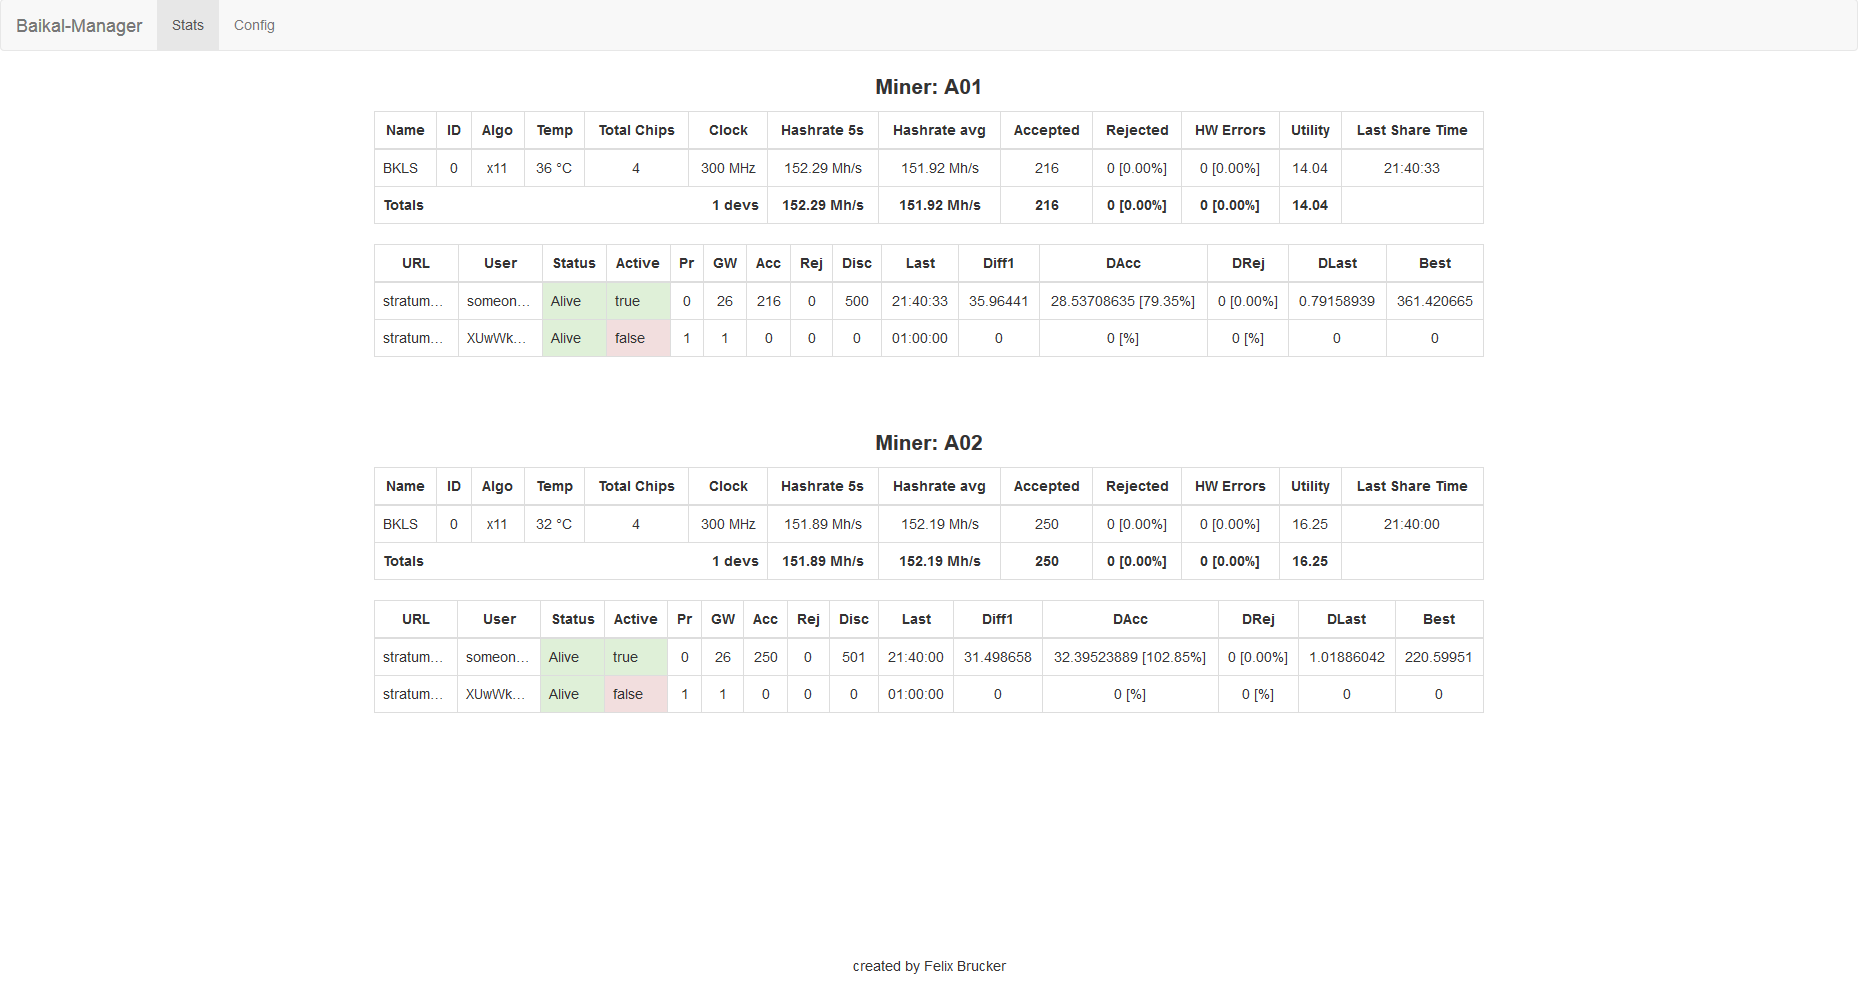 Baikal-Manager Stats Config
Miner: A01
Name ID Algo Temp Total Chips Clock Hashrate 5s Hashrate avg Accepted Rejected HW Errors Utility Last Share Time
BKLS 0 x11 36 °C 4 300 MHz 152.29 Mh/s 151.92 Mh/s 216 0 [0.00%] 0 [0.00%] 14.04 21:40:33
Totals 1 devs 152.29 Mh/s 151.92 Mh/s 216 0 [0.00%] 0 [0.00%] 14.04
URL User Status Active Pr GW Acc Rej Disc Last Diff1 DAcc DRej DLast Best
stratum... someon... Alive true 0 26 216 0 500 21:40:33 35.96441 28.53708635 [79.35%] 0 [0.00%] 0.79158939 361.420665
stratum... XUwWk... Alive false 1 1 0 0 0 01:00:00 0 0 [%] 0 [%] 0 0
Miner: A02
Name ID Algo Temp Total Chips Clock Hashrate 5s Hashrate avg Accepted Rejected HW Errors Utility Last Share Time
BKLS 0 x11 32 °C 4 300 MHz 151.89 Mh/s 152.19 Mh/s 250 0 [0.00%] 0 [0.00%] 16.25 21:40:00
Totals 1 devs 151.89 Mh/s 152.19 Mh/s 250 0 [0.00%] 0 [0.00%] 16.25
URL User Status Active Pr GW Acc Rej Disc Last Diff1 DAcc DRej DLast Best
stratum... someon... Alive true 0 26 250 0 501 21:40:00 31.498658 32.39523889 [102.85%] 0 [0.00%] 1.01886042 220.59951
stratum... XUwWk... Alive false 1 1 0 0 0 01:00:00 0 0 [%] 0 [%] 0 0
created by Felix Brucker